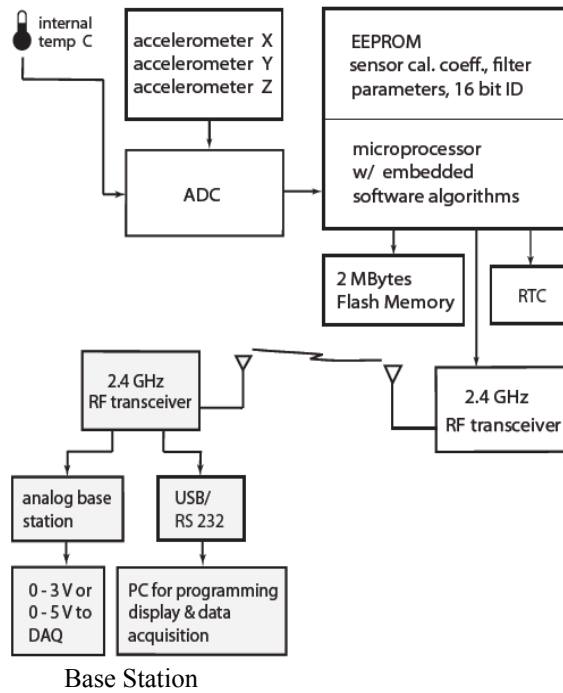 internal
temp C
accelerometer X
accelerometer Y
accelerometer Z
EEPROM
sensor cal. coeff., filter
parameters, 16 bit ID
microprocessor
w/ embedded
software algorithms
ADC
2 MBytes
Flash Memory
RTC
2.4 GHz
RF transceiver
2.4 GHz
RF transceiver
analog base
station
USB/
RS 232
0 - 3 V or
0 - 5 V to
DAQ
PC for programming
display & data
acquisition
Base Station